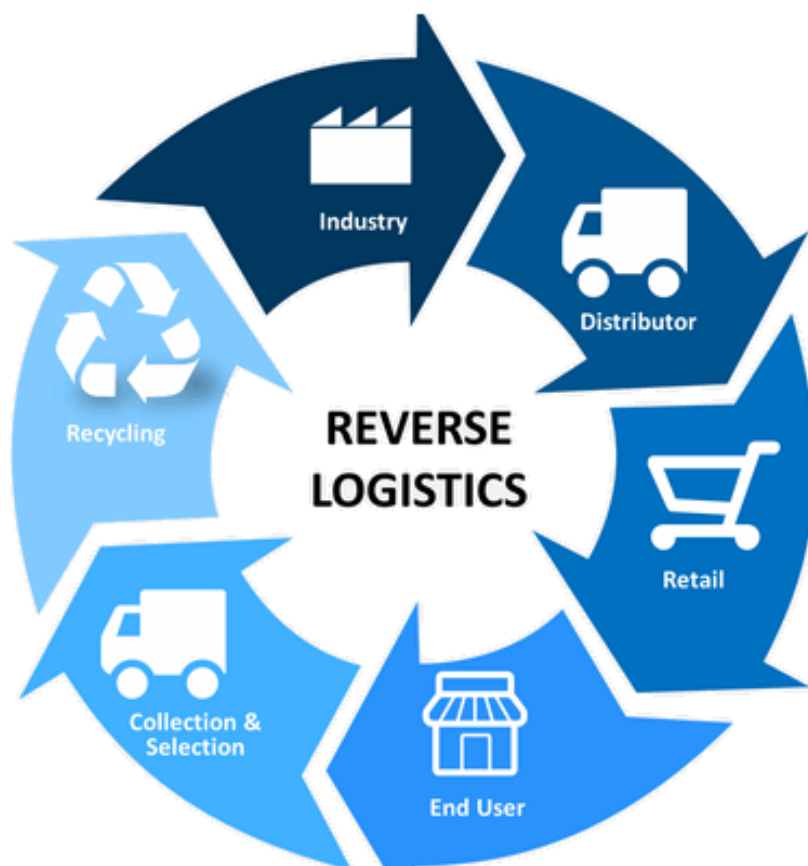 Industry
Distributor
Retail
End User
Collection &
Selection
Recycling
REVERSE
LOGISTICS